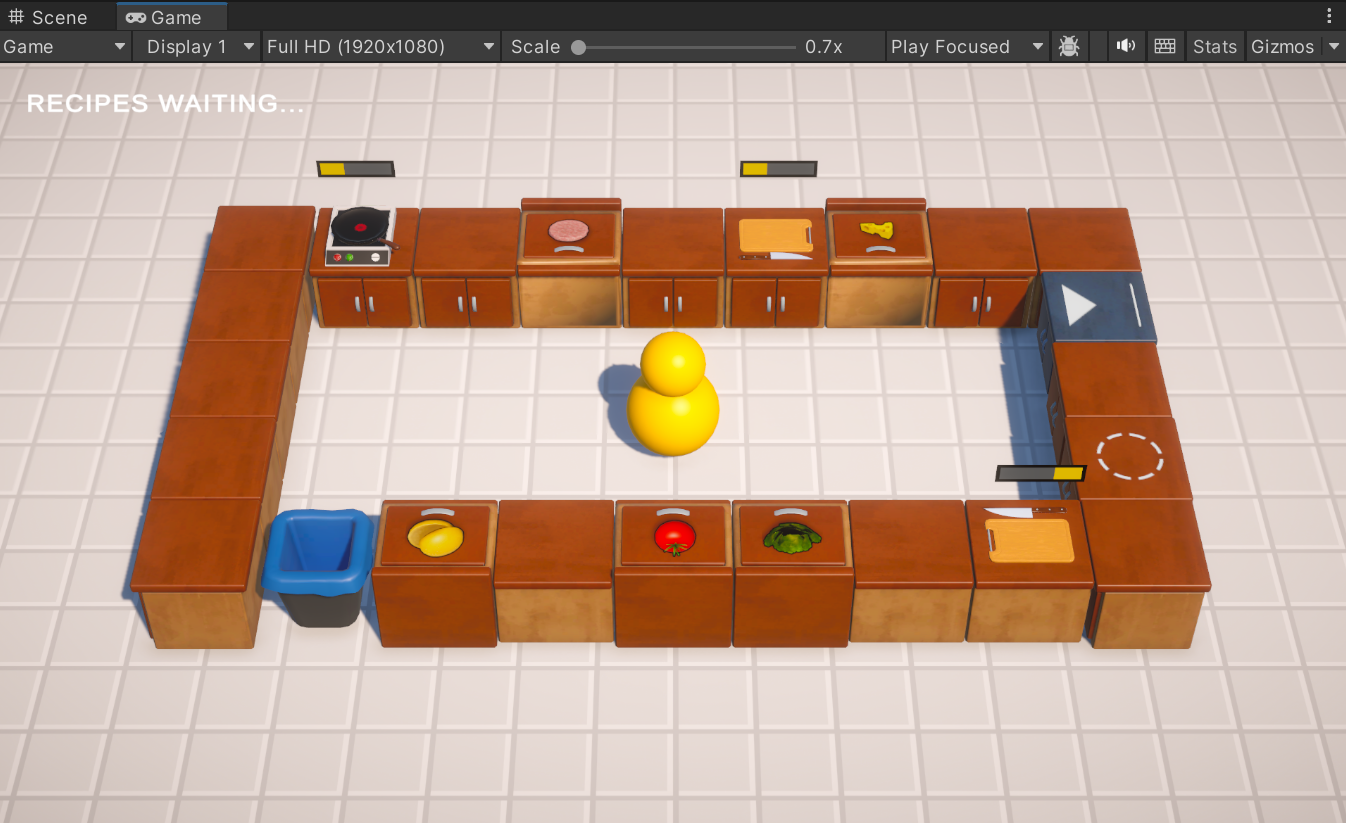 Scene Game
Game Display 1 Full HD (1920x1080) Scale 0.7x Play Focused Stats Gizmos
RECIPES WAITING...